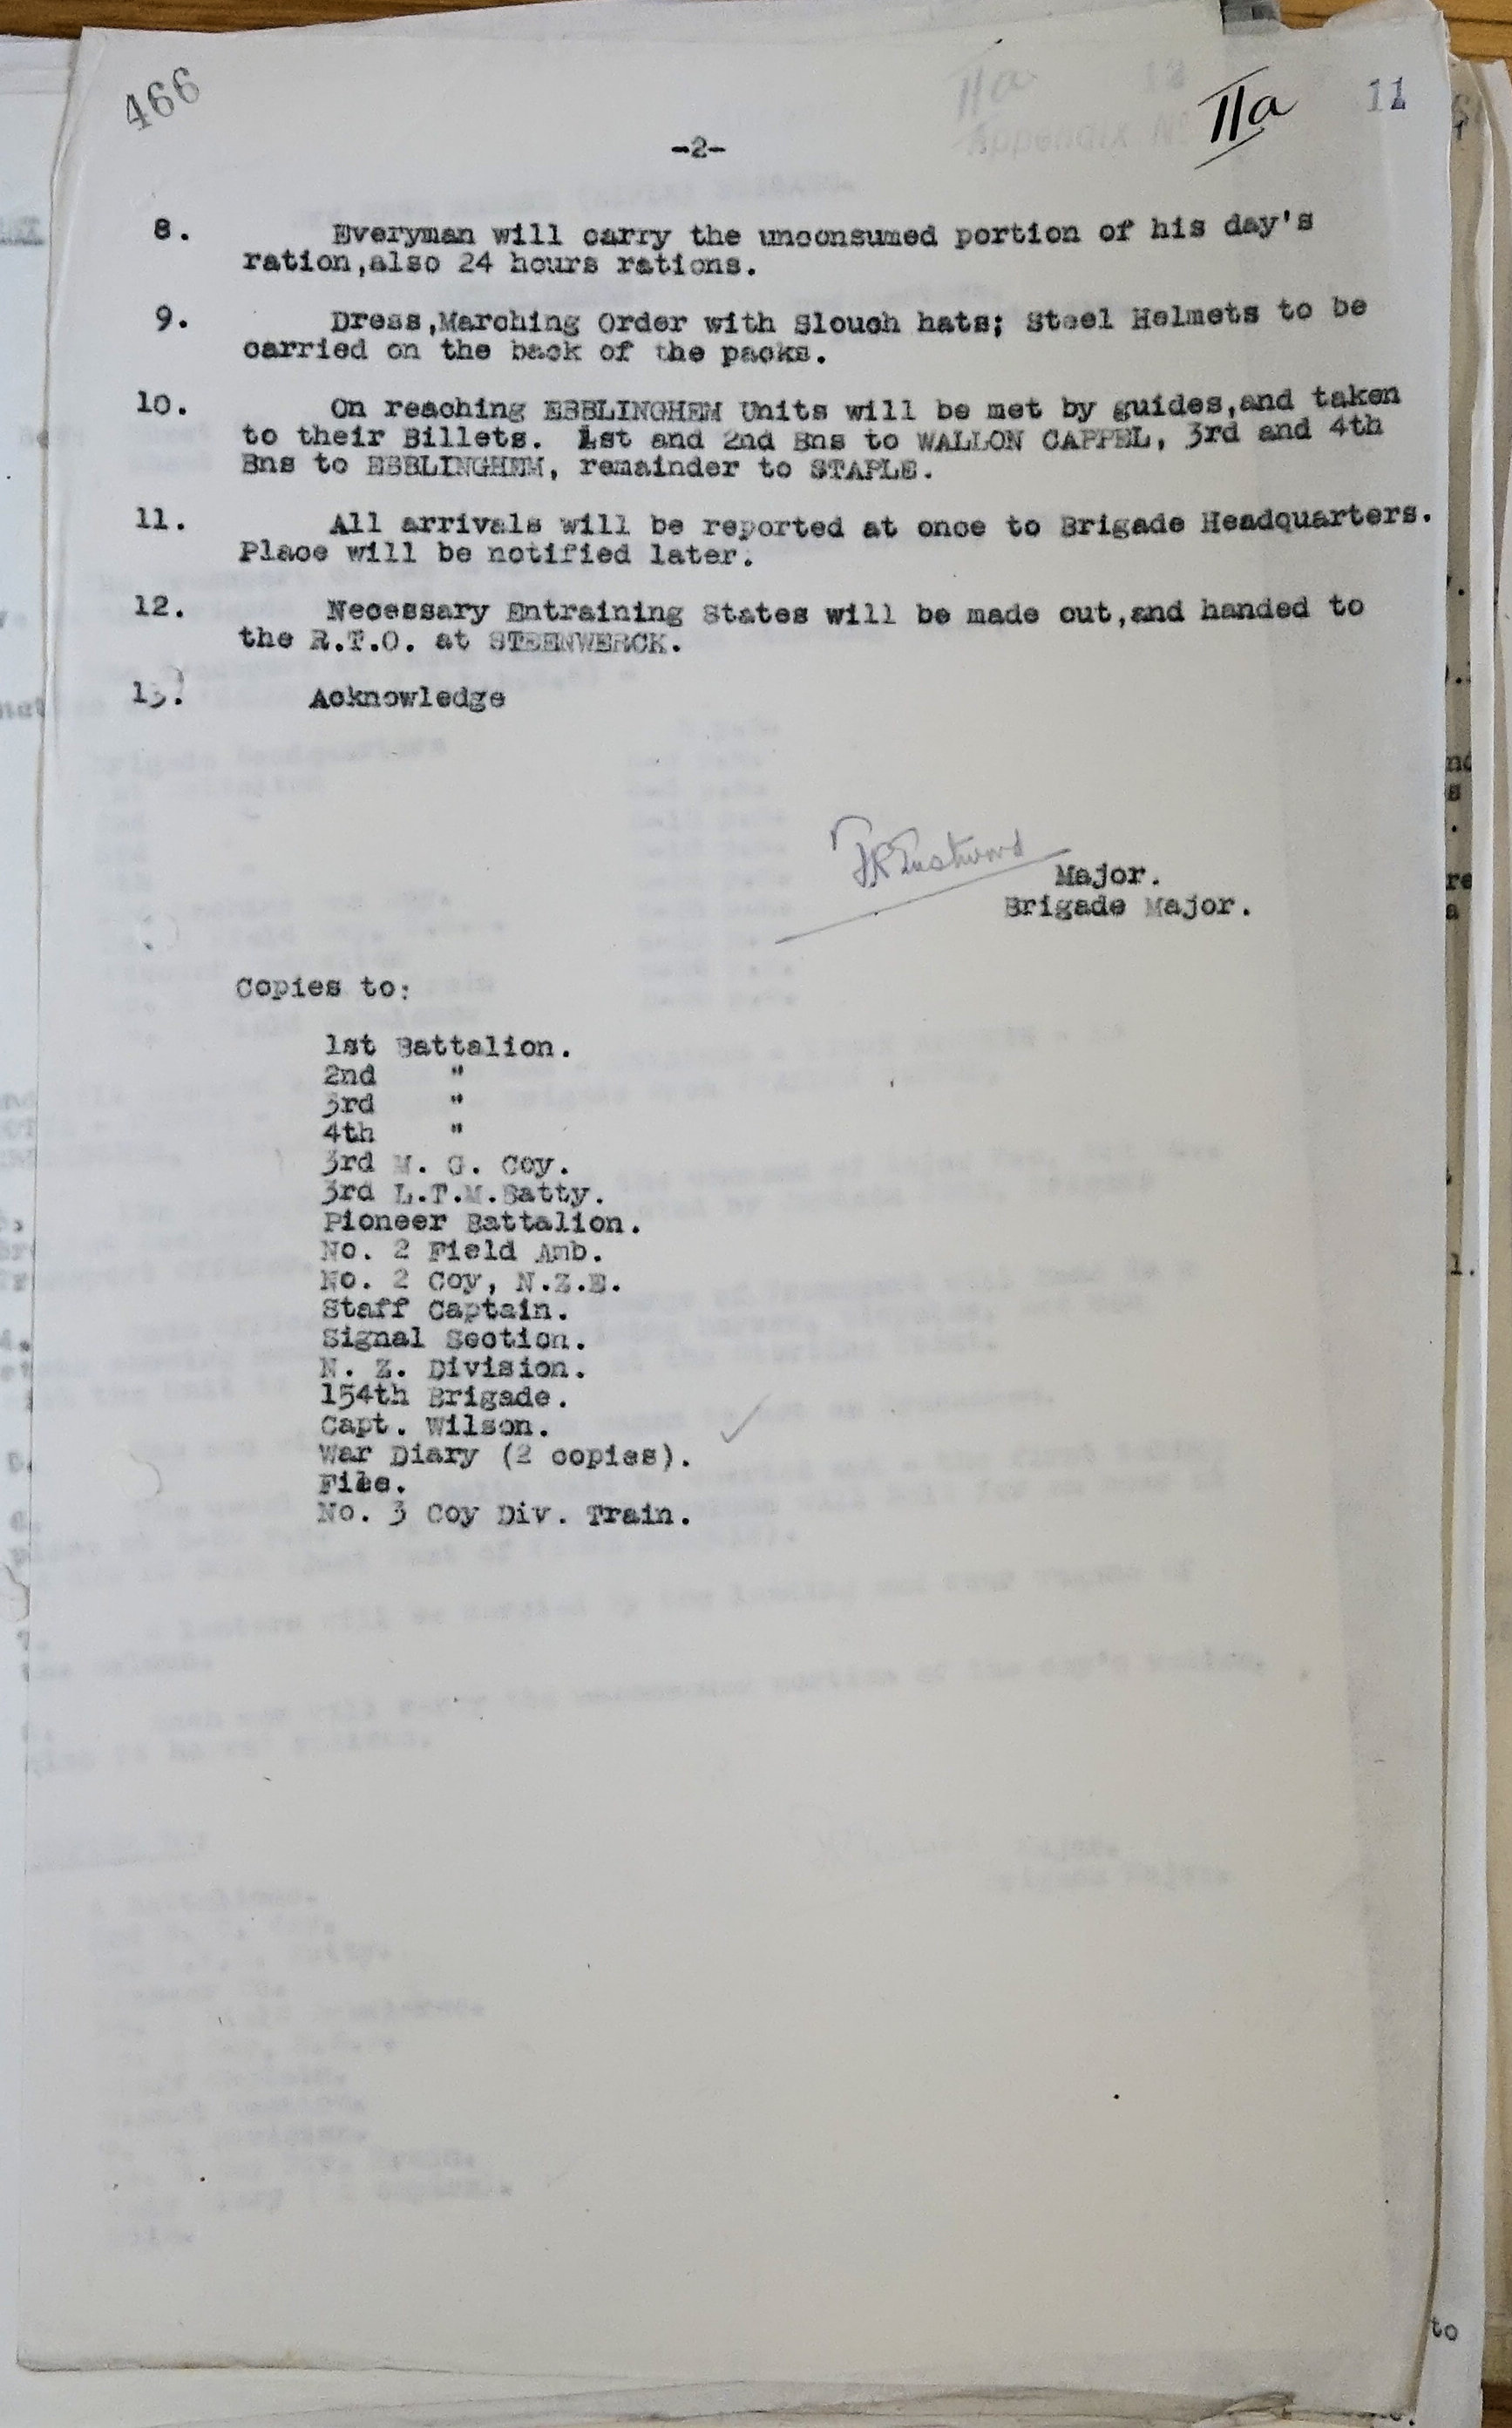 466
IIa
11
-2-
8. Everyman will carry the unconsumed portion of his day's
ration,also 24 hours rations.
9. Dress,Marching Order with Slouch hats; Steel Helmets to be
carried on the back of the packs.
10. On reaching EBBLINGHEM Units will be met by guides,and taken
to their Billets. 1st and 2nd Bns to WALLON CAPPEL, 3rd and 4th
Bns to EBBLINGHEM, remainder to STAPLE.
11. All arrivals will be reported at once to Brigade Headquarters.
Place will be notified later.
12. Necessary Entraining States will be made out,and handed to
the R.T.O. at STEENWERCK.
13. Acknowledge
Major.
Brigade Major.
Copies to:
1st Battalion.
2nd "
3rd "
4th "
3rd M. G. Coy.
3rd L.T.M.Batty.
Pioneer Battalion.
No. 2 Field Amb.
No. 2 Coy, N.Z.E.
Staff Captain.
Signal Section.
N. Z. Division.
154th Brigade.
Capt. Wilson.
War Diary (2 copies).
File.
No. 3 Coy Div. Train.